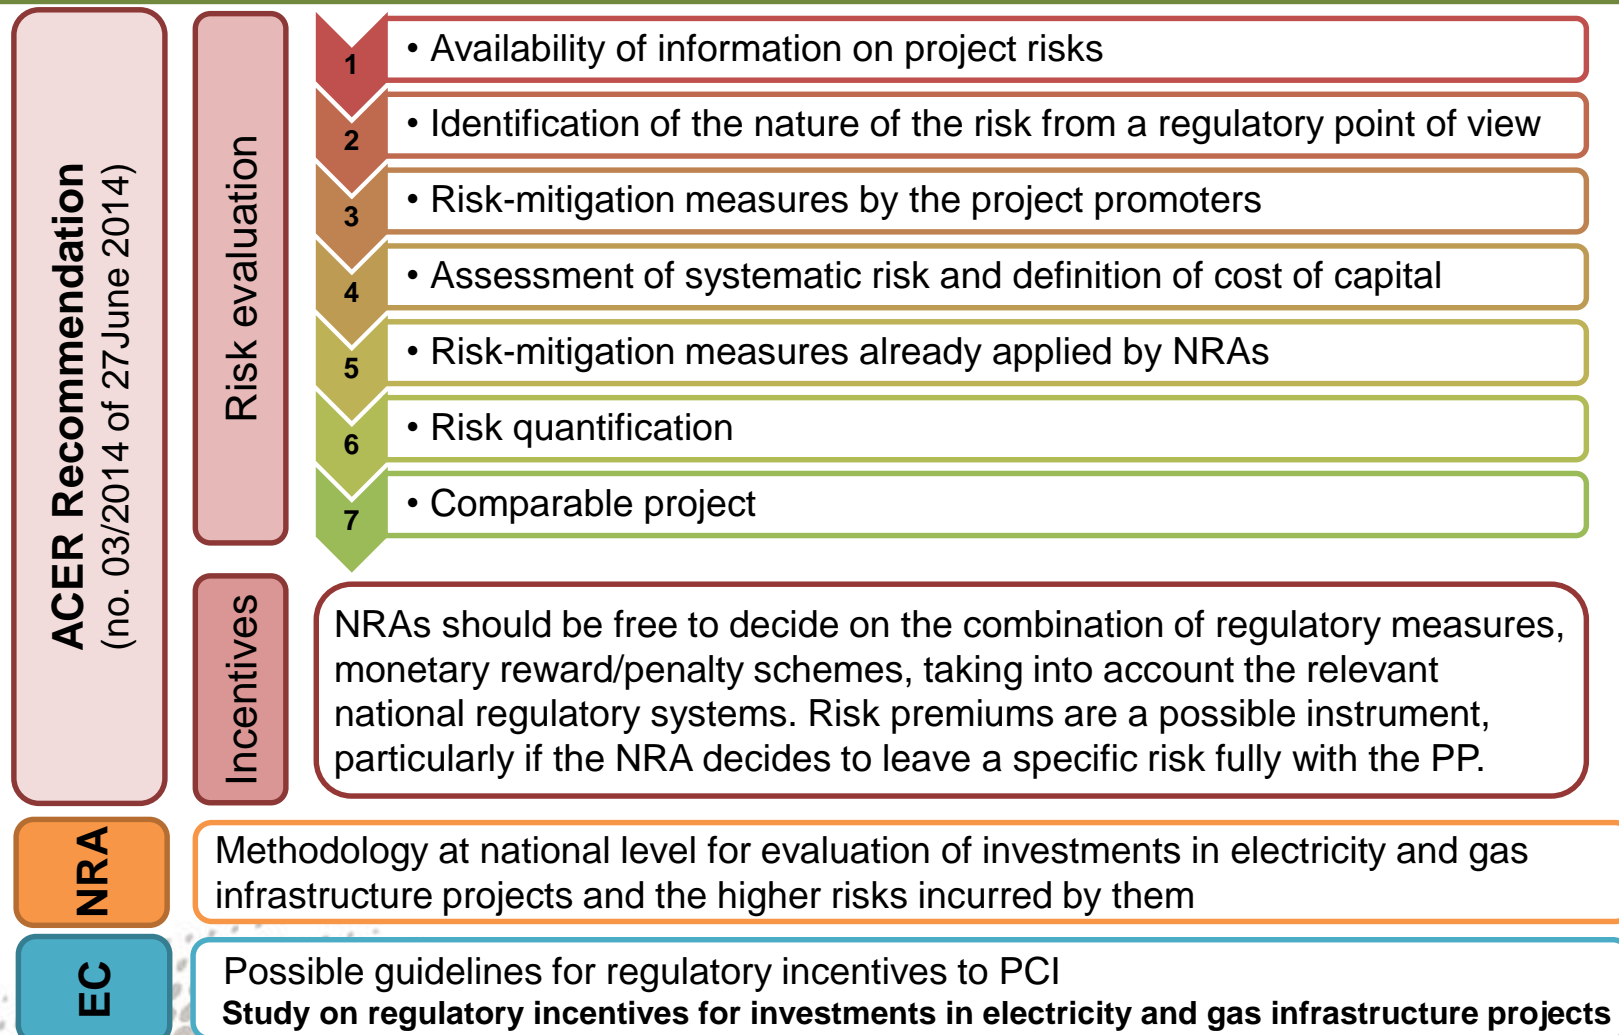 ACER Recommendation
(no. 03/2014 of 27June 2014)
Risk evaluation
1
• Availability of information on project risks
2
• Identification of the nature of the risk from a regulatory point of view
3
• Risk-mitigation measures by the project promoters
4
• Assessment of systematic risk and definition of cost of capital
5
• Risk-mitigation measures already applied by NRAs
6
• Risk quantification
7
• Comparable project
Incentives
NRAs should be free to decide on the combination of regulatory measures,
monetary reward/penalty schemes, taking into account the relevant
national regulatory systems. Risk premiums are a possible instrument,
particularly if the NRA decides to leave a specific risk fully with the PP.
NRA
Methodology at national level for evaluation of investments in electricity and gas
infrastructure projects and the higher risks incurred by them
EC
Possible guidelines for regulatory incentives to PCI
Study on regulatory incentives for investments in electricity and gas infrastructure projects